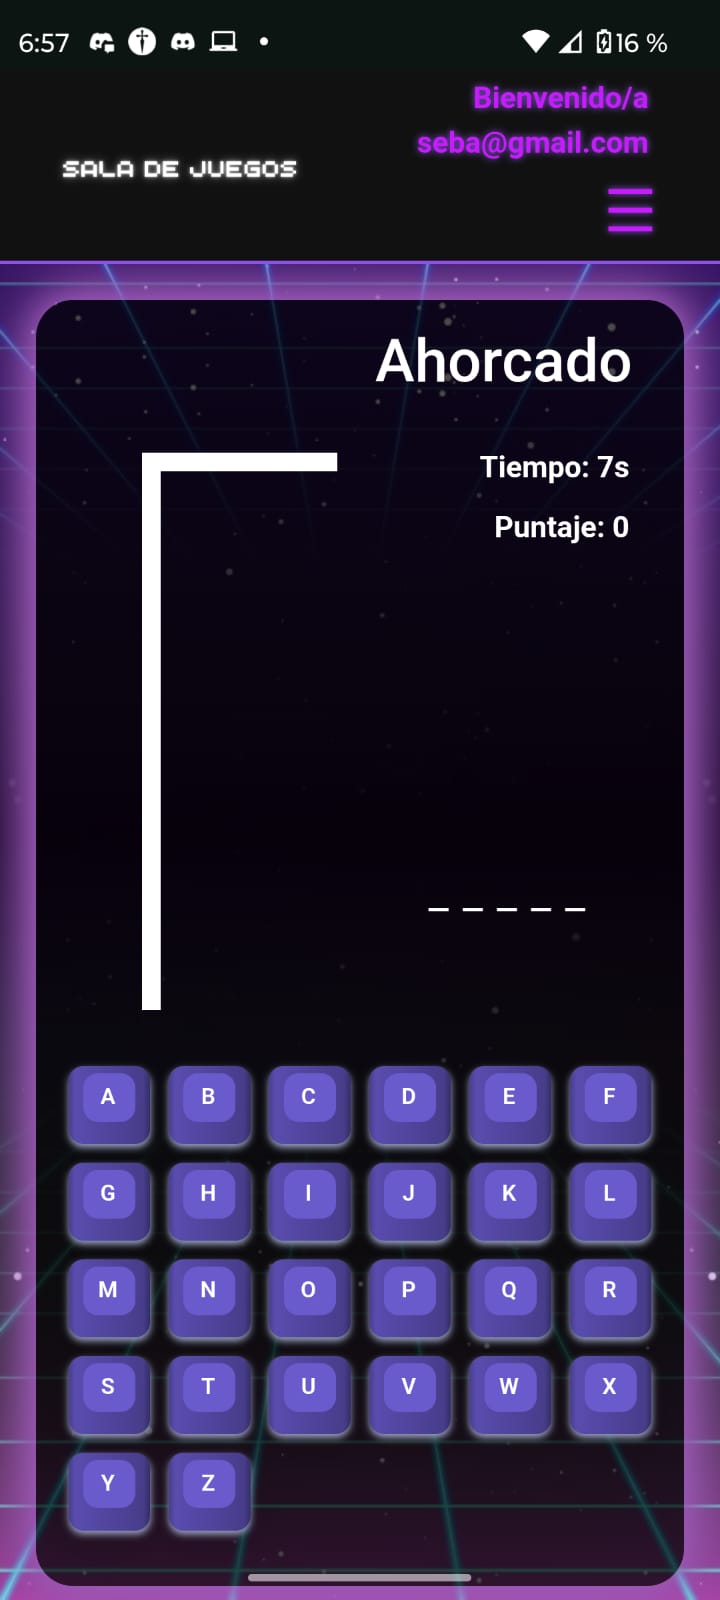 6:57
16 %
Bienvenido/a
seba@gmail.com
SALA DE JUEGOS
Ahorcado
Tiempo: 7s
Puntaje: 0
_ _ _ _ _
A B C D E F
G H I J K L
M N O P Q R
S T U V W X
Y Z